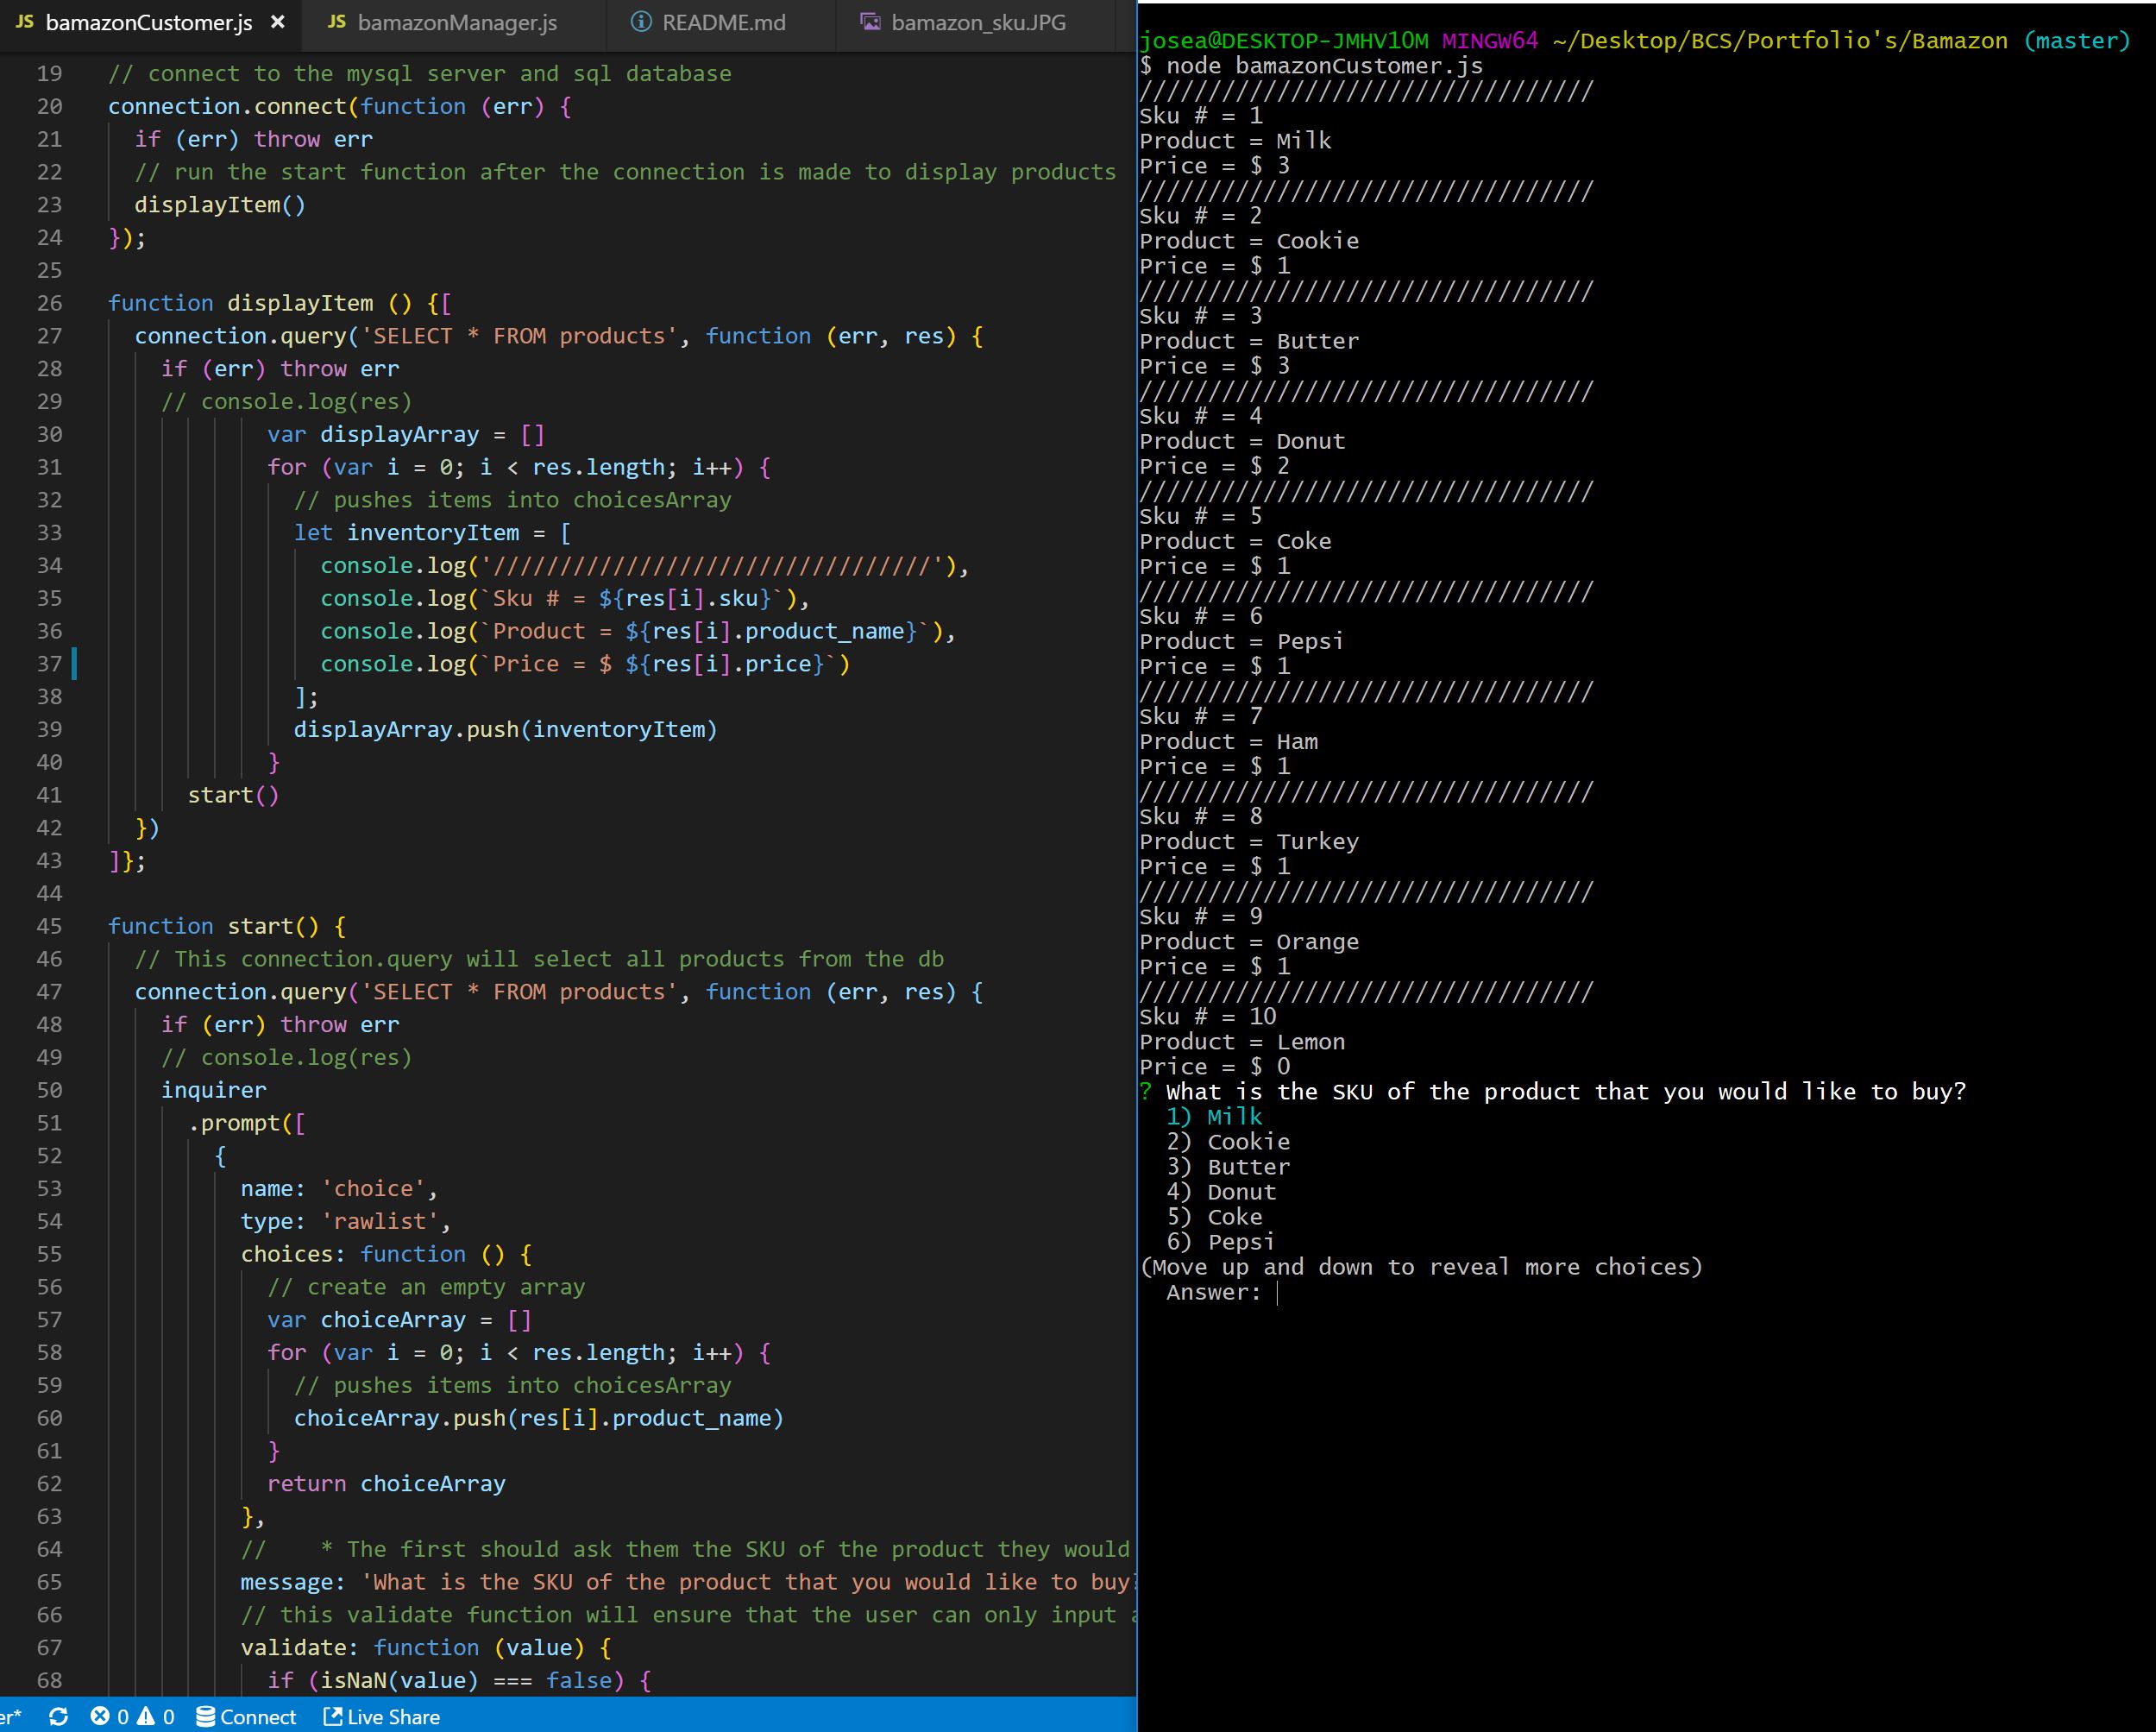 JS bamazonCustomer.js × JS bamazonManager.js README.md bamazon_sku.JPG
19 // connect to the mysql server and sql database
20 connection.connect(function (err) {
21 if (err) throw err
22 // run the start function after the connection is made to display products
23 displayItem()
24 });
25
26 function displayItem () {[
27 connection.query('SELECT * FROM products', function (err, res) {
28 if (err) throw err
29 // console.log(res)
30 var displayArray = []
31 for (var i = 0; i < res.length; i++) {
32 // pushes items into choicesArray
33 let inventoryItem = [
34 console.log('/////////////////////////////////'),
35 console.log(`Sku # = ${res[i].sku}`),
36 console.log(`Product = ${res[i].product_name}`),
37 console.log(`Price = $ ${res[i].price}`)
38 ];
39 displayArray.push(inventoryItem)
40 }
41 start()
42 })
43 ]};
44
45 function start() {
46 // This connection.query will select all products from the db
47 connection.query('SELECT * FROM products', function (err, res) {
48 if (err) throw err
49 // console.log(res)
50 inquirer
51 .prompt([
52 {
53 name: 'choice',
54 type: 'rawlist',
55 choices: function () {
56 // create an empty array
57 var choiceArray = []
58 for (var i = 0; i < res.length; i++) {
59 // pushes items into choicesArray
60 choiceArray.push(res[i].product_name)
61 }
62 return choiceArray
63 },
64 // * The first should ask them the SKU of the product they would
65 message: 'What is the SKU of the product that you would like to buy?
66 // this validate function will ensure that the user can only input
67 validate: function (value) {
68 if (isNaN(value) === false) {
er* 0 0 Connect Live Share
josea@DESKTOP-JMHV10M MINGW64 ~/Desktop/BCS/Portfolio's/Bamazon (master)
$ node bamazonCustomer.js
/////////////////////////////////
Sku # = 1
Product = Milk
Price = $ 3
/////////////////////////////////
Sku # = 2
Product = Cookie
Price = $ 1
/////////////////////////////////
Sku # = 3
Product = Butter
Price = $ 3
/////////////////////////////////
Sku # = 4
Product = Donut
Price = $ 2
/////////////////////////////////
Sku # = 5
Product = Coke
Price = $ 1
/////////////////////////////////
Sku # = 6
Product = Pepsi
Price = $ 1
/////////////////////////////////
Sku # = 7
Product = Ham
Price = $ 1
/////////////////////////////////
Sku # = 8
Product = Turkey
Price = $ 1
/////////////////////////////////
Sku # = 9
Product = Orange
Price = $ 1
/////////////////////////////////
Sku # = 10
Product = Lemon
Price = $ 0
? What is the SKU of the product that you would like to buy?
1) Milk
2) Cookie
3) Butter
4) Donut
5) Coke
6) Pepsi
(Move up and down to reveal more choices)
Answer: